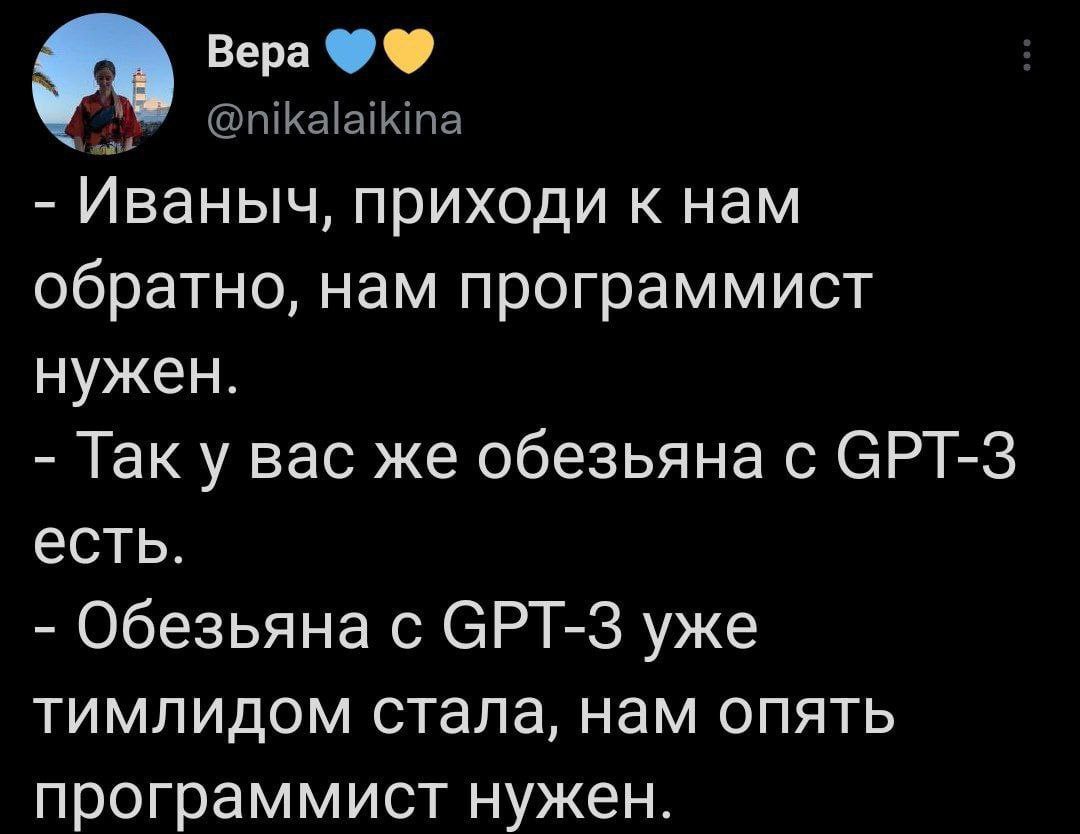 Вера 💙💛
@nikalaikina
- Иваныч, приходи к нам
обратно, нам программист
нужен.
- Так у вас же обезьяна с GPT-3
есть.
- Обезьяна с GPT-3 уже
тимлидом стала, нам опять
программист нужен.